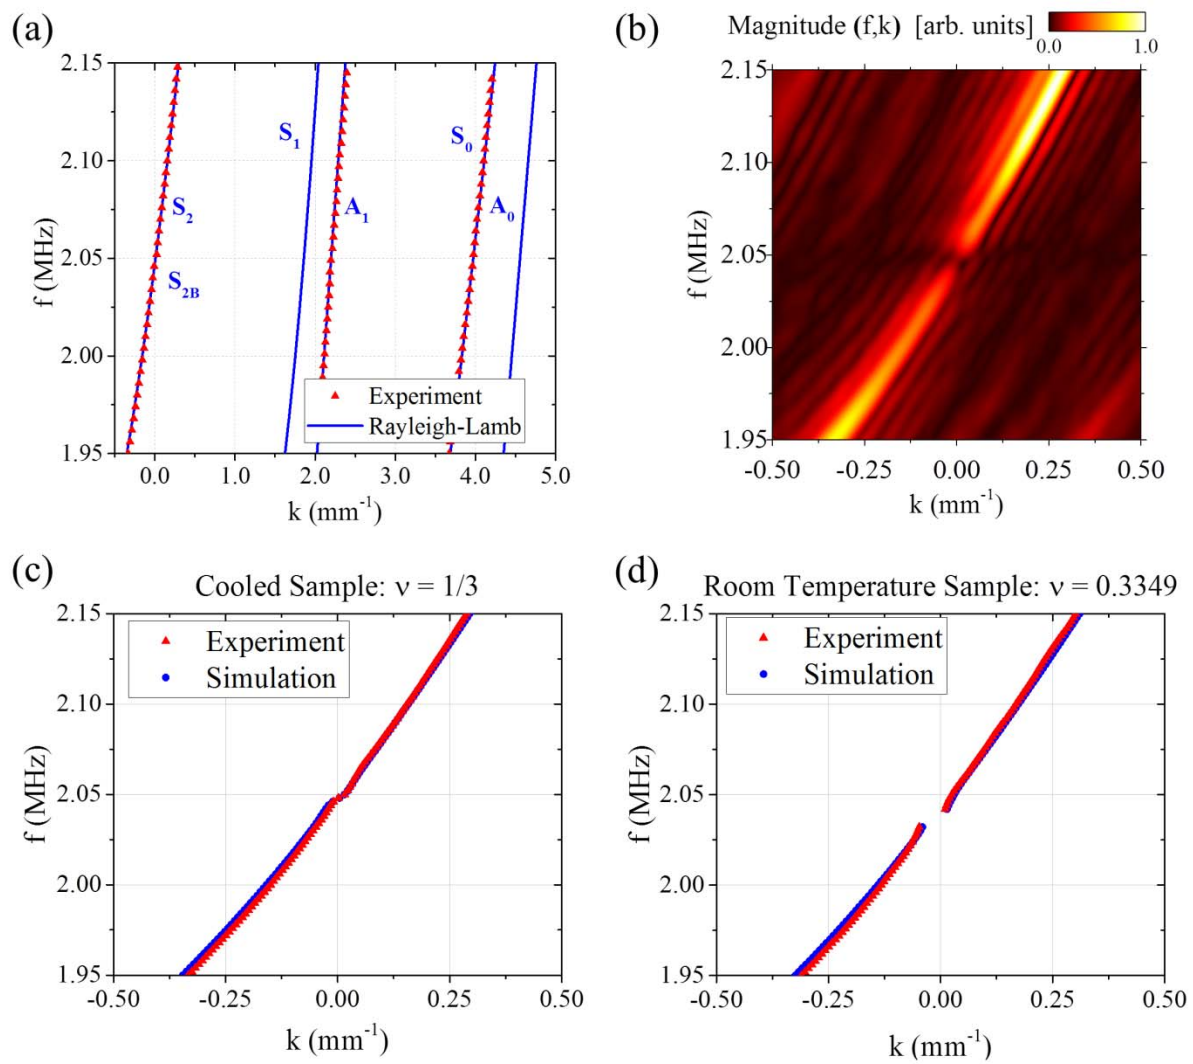 (a)
2.15
2.10
2.05
2.00
1.95
f (MHz)
S2
S2B
S1
A1
S0
A0
Experiment
Rayleigh-Lamb
0.0 1.0 2.0 3.0 4.0 5.0
k (mm-1)
(b)
Magnitude (f,k) [arb. units]
0.0 1.0
2.15
2.10
2.05
2.00
1.95
f (MHz)
-0.50 -0.25 0.00 0.25 0.50
k (mm-1)
(c)
Cooled Sample: ν = 1/3
Experiment
Simulation
2.15
2.10
2.05
2.00
1.95
f (MHz)
-0.50 -0.25 0.00 0.25 0.50
k (mm-1)
(d)
Room Temperature Sample: ν = 0.3349
Experiment
Simulation
2.15
2.10
2.05
2.00
1.95
f (MHz)
-0.50 -0.25 0.00 0.25 0.50
k (mm-1)